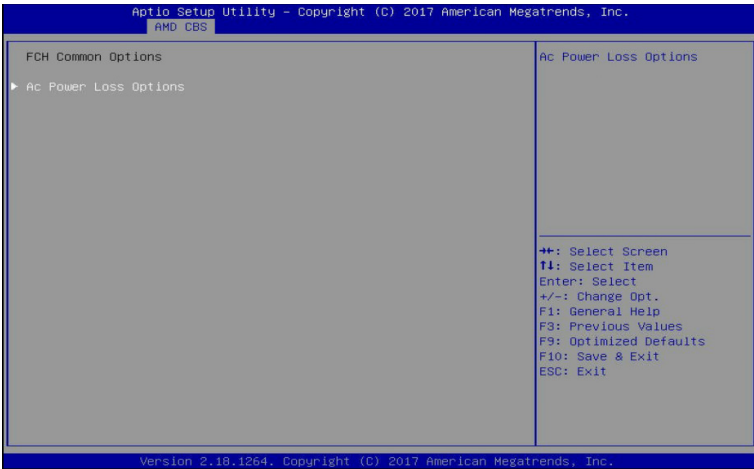 Aptio Setup Utility – Copyright (C) 2017 American Megatrends, Inc.
AMD CBS
FCH Common Options
Ac Power Loss Options
Ac Power Loss Options
→←: Select Screen
↑↓: Select Item
Enter: Select
+/-: Change Opt.
F1: General Help
F3: Previous Values
F9: Optimized Defaults
F10: Save & Exit
ESC: Exit
Version 2.18.1264. Copyright (C) 2017 American Megatrends, Inc.